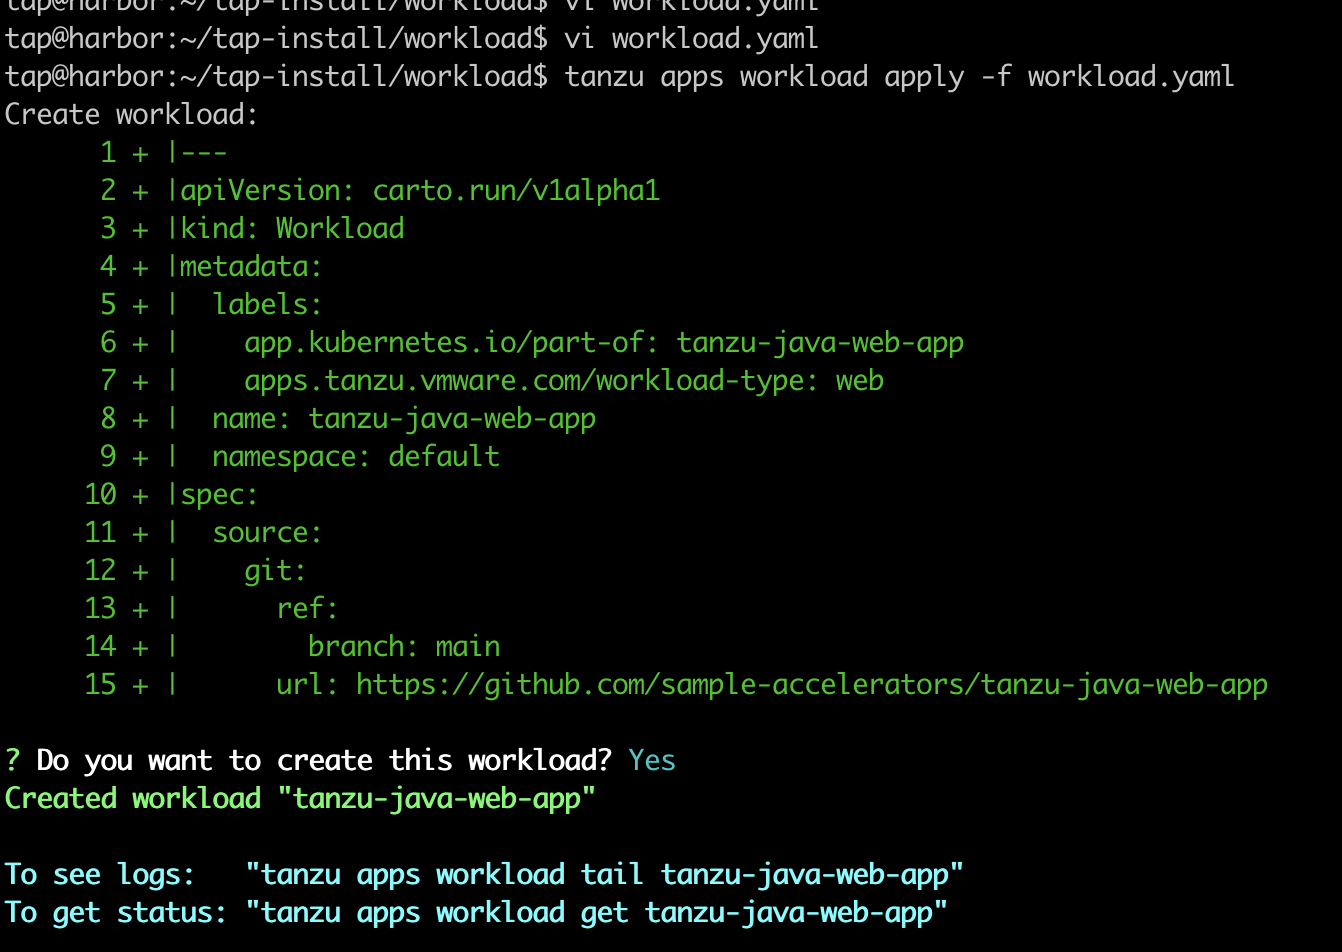 tap@harbor:~/tap-install/workload$ vi workload.yaml
tap@harbor:~/tap-install/workload$ vi workload.yaml
tap@harbor:~/tap-install/workload$ tanzu apps workload apply -f workload.yaml
Create workload:
      1 + |---
      2 + |apiVersion: carto.run/v1alpha1
      3 + |kind: Workload
      4 + |metadata:
      5 + |  labels:
      6 + |    app.kubernetes.io/part-of: tanzu-java-web-app
      7 + |    apps.tanzu.vmware.com/workload-type: web
      8 + |  name: tanzu-java-web-app
      9 + |  namespace: default
     10 + |spec:
     11 + |  source:
     12 + |    git:
     13 + |      ref:
     14 + |        branch: main
     15 + |      url: https://github.com/sample-accelerators/tanzu-java-web-app
? Do you want to create this workload? Yes
Created workload "tanzu-java-web-app"
To see logs:   "tanzu apps workload tail tanzu-java-web-app"
To get status: "tanzu apps workload get tanzu-java-web-app"